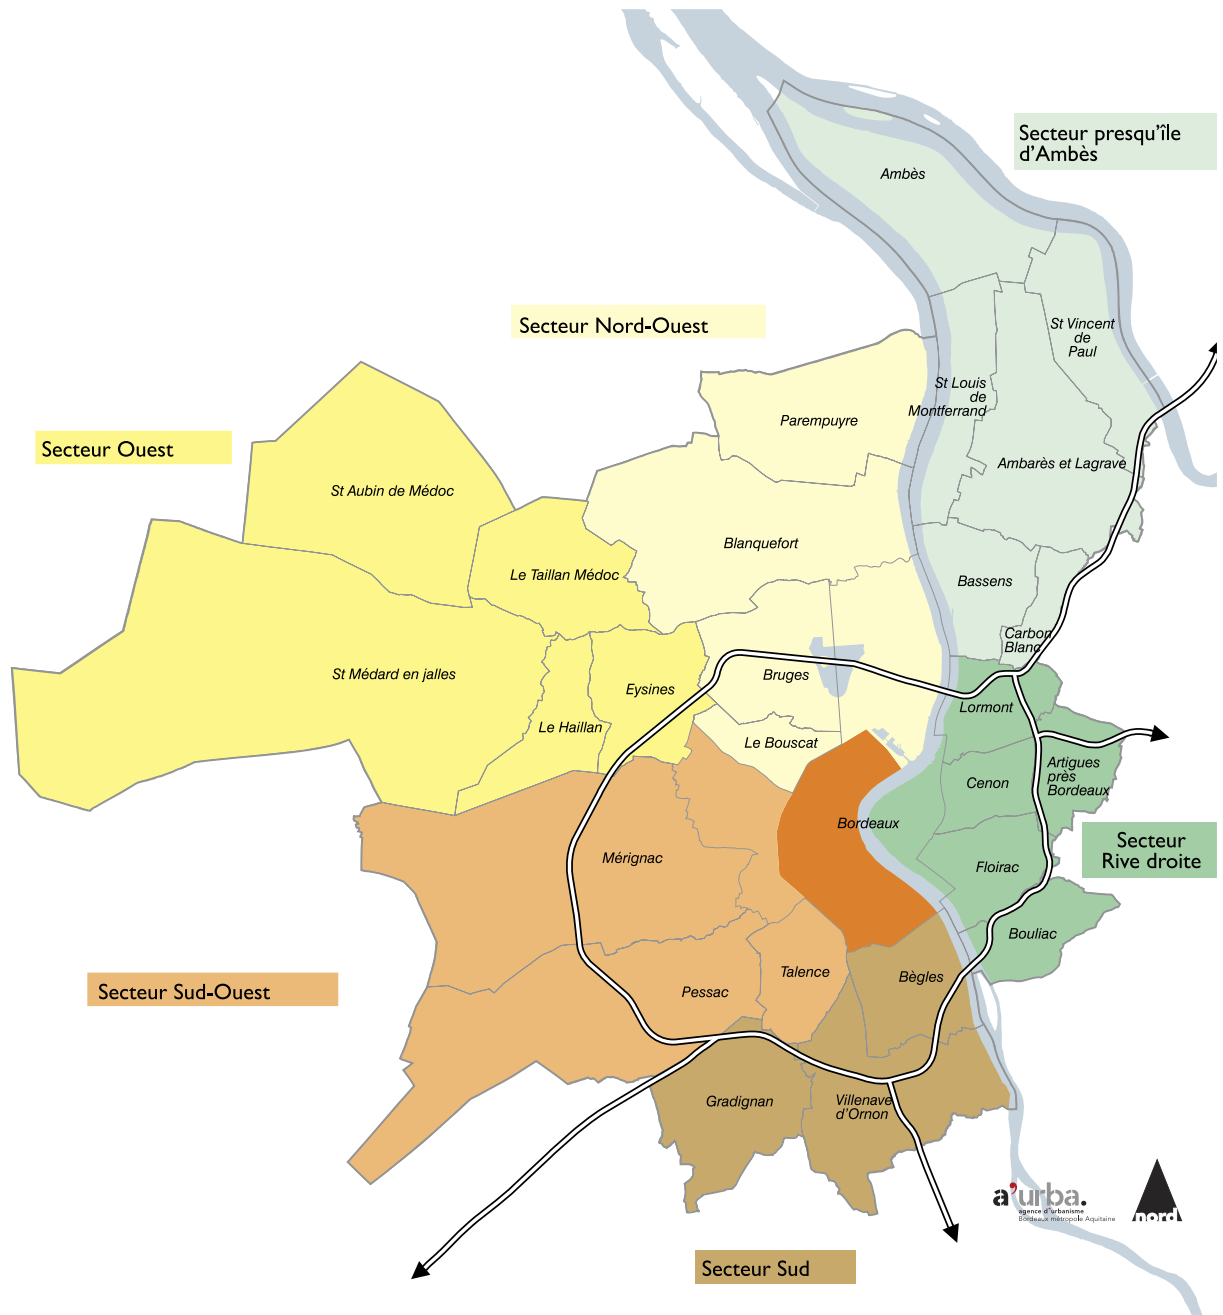 Secteur presqu'île
d'Ambès
Ambès
Secteur Nord-Ouest
St Vincent
de
Paul
St Louis
de
Montferrand
Parempuyre
Secteur Ouest
Ambarès et Lagrave
St Aubin de Médoc
Blanquefort
Le Taillan Médoc
Bassens
Carbon
Blanc
St Médard en jalles
Bruges
Eysines
Lormont
Le Haillan
Le Bouscat
Artigues
près
Bordeaux
Cenon
Bordeaux
Secteur
Rive droite
Mérignac
Floirac
Bouliac
Talence
Bègles
Secteur Sud-Ouest
Pessac
Gradignan
Villenave
d'Ornon
a'urba.
agence d'urbanisme
Bordeaux métropole Aquitaine
nord
Secteur Sud